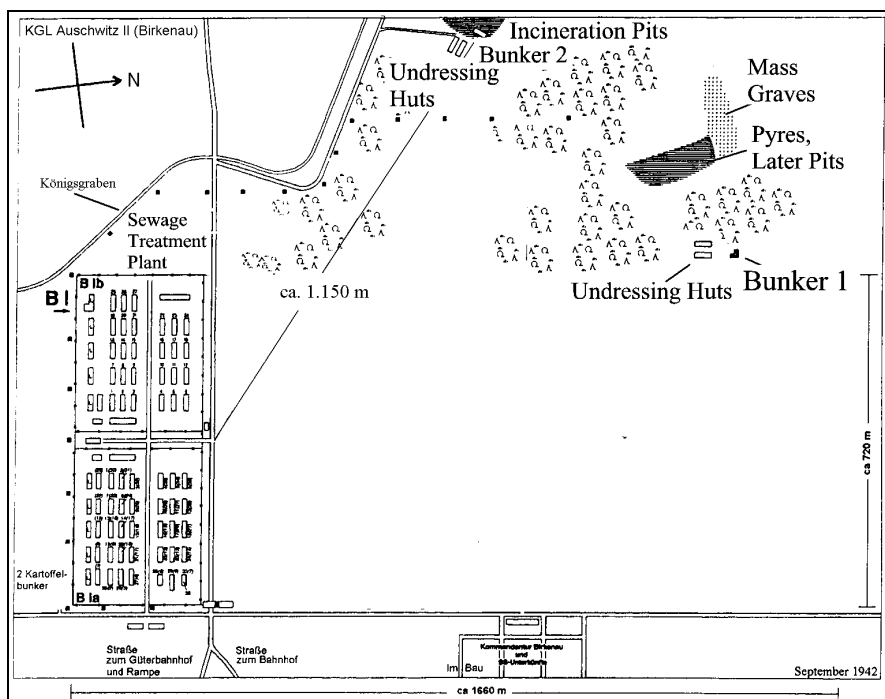 KGL Auschwitz II (Birkenau)
N
Incineration Pits
Bunker 2
Undressing
Huts
Mass
Graves
Pyres,
Later Pits
Königsgraben
Sewage
Treatment
Plant
Undressing Huts
Bunker 1
ca. 1.150 m
B I
B Ib
ca 720 m
2 Kartoffel-
bunker
B Ia
Straße
zum Güterbahnhof
und Rampe
Straße
zum Bahnhof
Im Bau
Kommandantur Birkenau
und
SS-Unterkünfte
September 1942
ca 1660 m